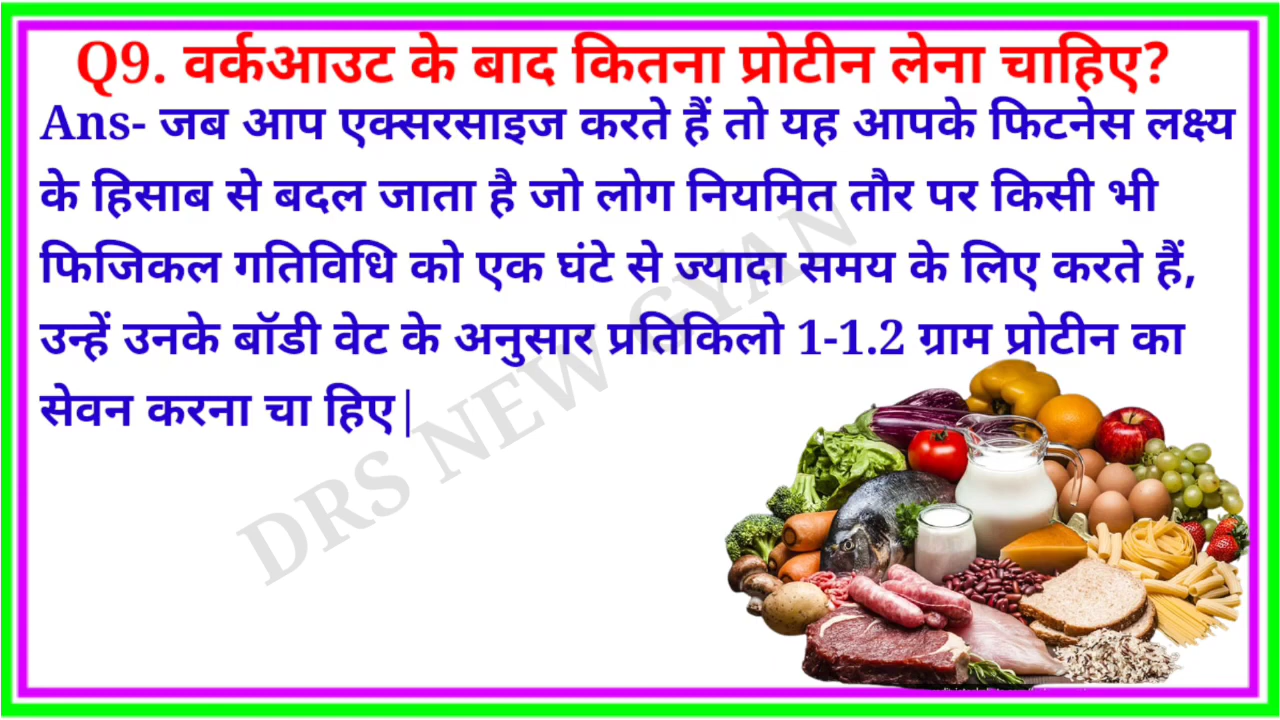 Q9. वर्कआउट के बाद कितना प्रोटीन लेना चाहिए?
Ans- जब आप एक्सरसाइज करते हैं तो यह आपके फिटनेस लक्ष्य
के हिसाब से बदल जाता है जो लोग नियमित तौर पर किसी भी
फिजिकल गतिविधि को एक घंटे से ज्यादा समय के लिए करते हैं,
उन्हें उनके बॉडी वेट के अनुसार प्रतिकिलो 1-1.2 ग्राम प्रोटीन का
सेवन करना चा हिए|
DRS NEW GYAN